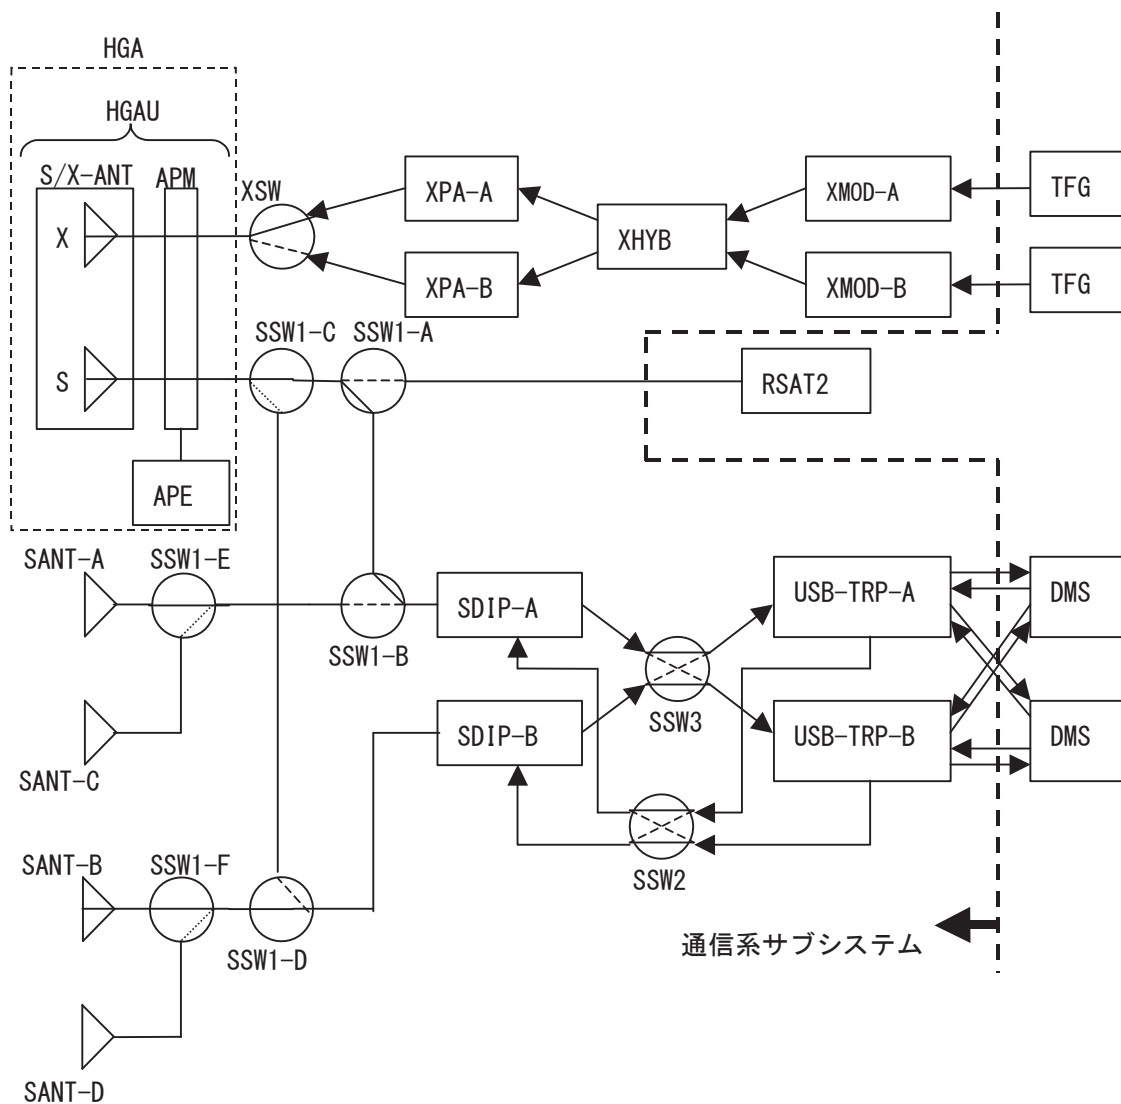 HGA
HGAU
S/X-ANT
APM
XSW
XPA-A
XMOD-A
TFG
X
XHYB
XPA-B
XMOD-B
TFG
SSW1-C
SSW1-A
S
RSAT2
APE
SANT-A
SSW1-E
SDIP-A
USB-TRP-A
DMS
SSW1-B
SSW3
SDIP-B
USB-TRP-B
DMS
SANT-C
SANT-B
SSW1-F
SSW2
SSW1-D
通信系サブシステム
SANT-D